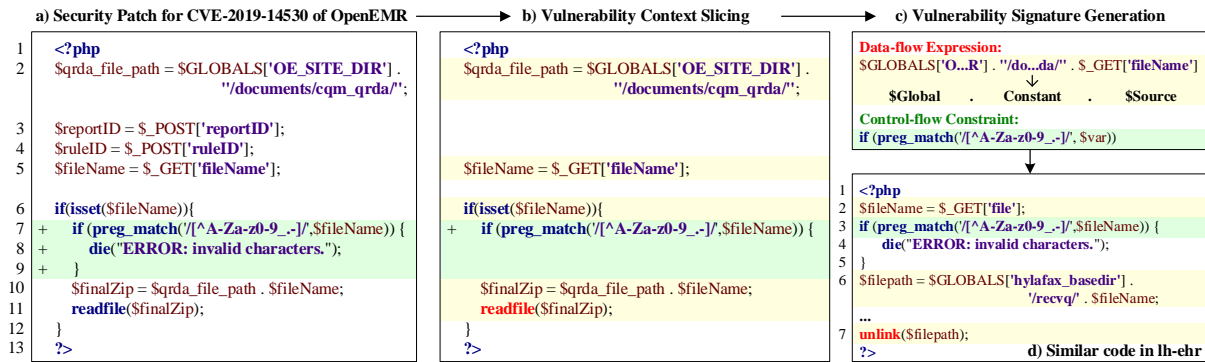 a) Security Patch for CVE-2019-14530 of OpenEMR
b) Vulnerability Context Slicing
c) Vulnerability Signature Generation
1 <?php
2 $qrda_file_path = $GLOBALS['OE_SITE_DIR'] .
"/documents/cqm_qrda/";
3 $reportID = $_POST['reportID'];
4 $ruleID = $_POST['ruleID'];
5 $fileName = $_GET['fileName'];
6 if(isset($fileName)){
7 + if (preg_match('/[^A-Za-z0-9_.-]/',$fileName)) {
8 + die("ERROR: invalid characters.");
9 + }
10 $finalZip = $qrda_file_path . $fileName;
11 readfile($finalZip);
12 }
13 ?>
<?php
$qrda_file_path = $GLOBALS['OE_SITE_DIR'] .
"/documents/cqm_qrda/";
$fileName = $_GET['fileName'];
if(isset($fileName)){
+ if (preg_match('/[^A-Za-z0-9_.-]/',$fileName)) {
$finalZip = $qrda_file_path . $fileName;
readfile($finalZip);
}
?>
Data-flow Expression:
$GLOBALS['O...R'] . "/do...da/" . $_GET['fileName']
$Global . Constant . $Source
Control-flow Constraint:
if (preg_match('/[^A-Za-z0-9_.-]/', $var))
1 <?php
2 $fileName = $_GET['file'];
3 if (preg_match('/[^A-Za-z0-9_.-]/',$fileName)) {
4 die("ERROR: invalid characters.");
5 }
6 $filepath = $GLOBALS['hylafax_basedir'] .
'/recvq/' . $fileName;
...
7 unlink($filepath);
?>
d) Similar code in lh-ehr